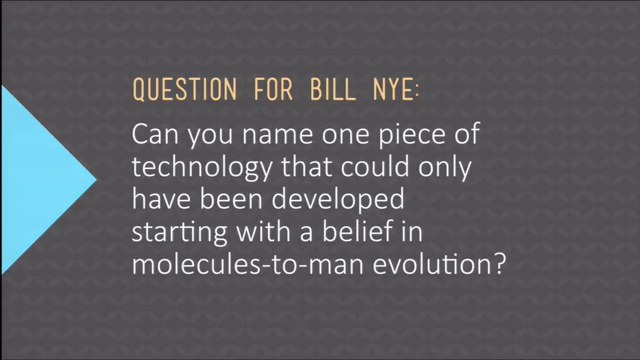 QUESTION FOR BILL NYE:
Can you name one piece of
technology that could only
have been developed
starting with a belief in
molecules-to-man evolution?